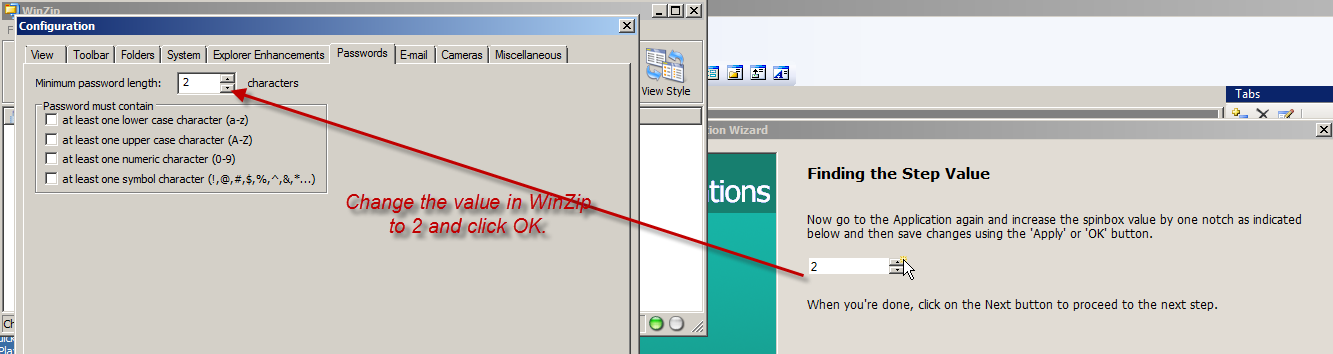 WinZip
Configuration
View Toolbar Folders System Explorer Enhancements Passwords E-mail Cameras Miscellaneous
Minimum password length: 2 characters
Password must contain
at least one lower case character (a-z)
at least one upper case character (A-Z)
at least one numeric character (0-9)
at least one symbol character (!,@,#,$,%,^,&,*...)
View Style
Change the value in WinZip
to 2 and click OK.
Tabs
Wizard
Finding the Step Value
Now go to the Application again and increase the spinbox value by one notch as indicated
below and then save changes using the 'Apply' or 'OK' button.
2
When you're done, click on the Next button to proceed to the next step.